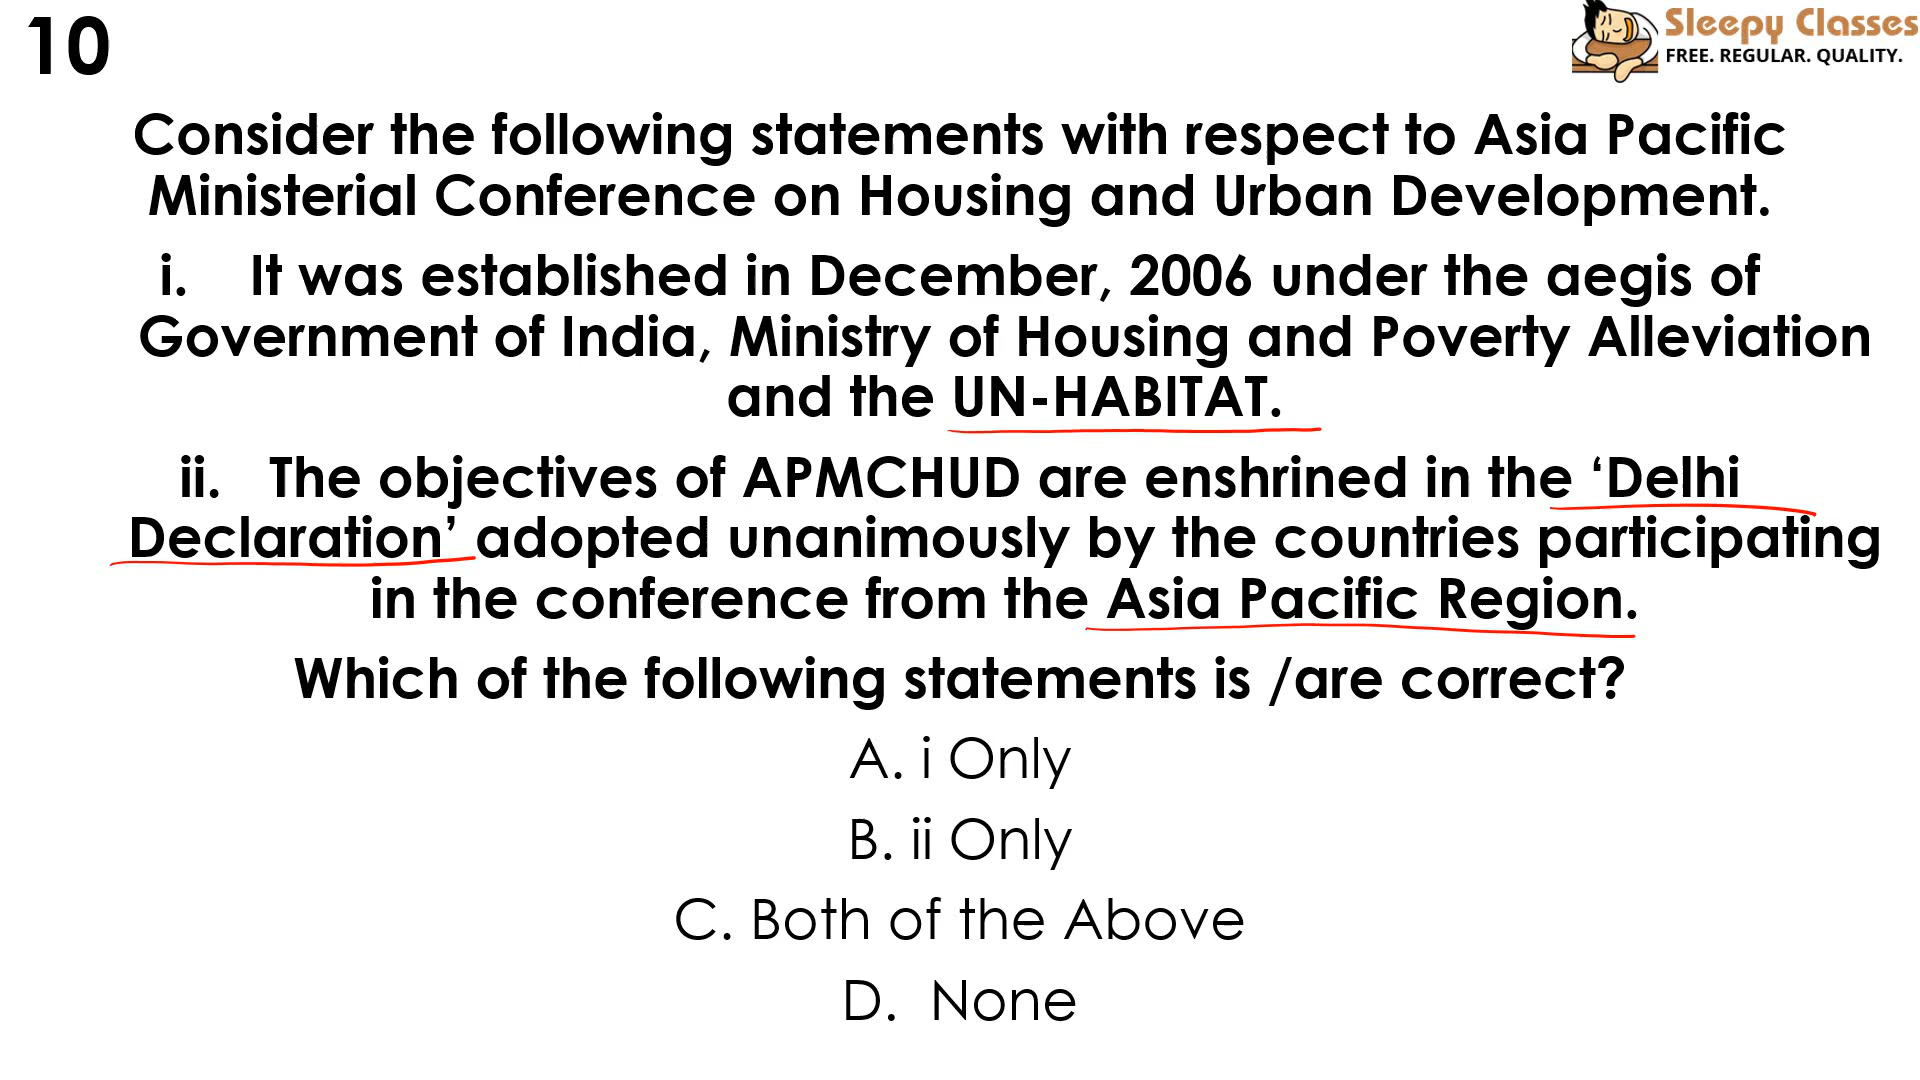 10
Sleepy Classes
FREE. REGULAR. QUALITY.
Consider the following statements with respect to Asia Pacific
Ministerial Conference on Housing and Urban Development.
i. It was established in December, 2006 under the aegis of
Government of India, Ministry of Housing and Poverty Alleviation
and the UN-HABITAT.
ii. The objectives of APMCHUD are enshrined in the ‘Delhi
Declaration’ adopted unanimously by the countries participating
in the conference from the Asia Pacific Region.
Which of the following statements is /are correct?
A. i Only
B. ii Only
C. Both of the Above
D. None